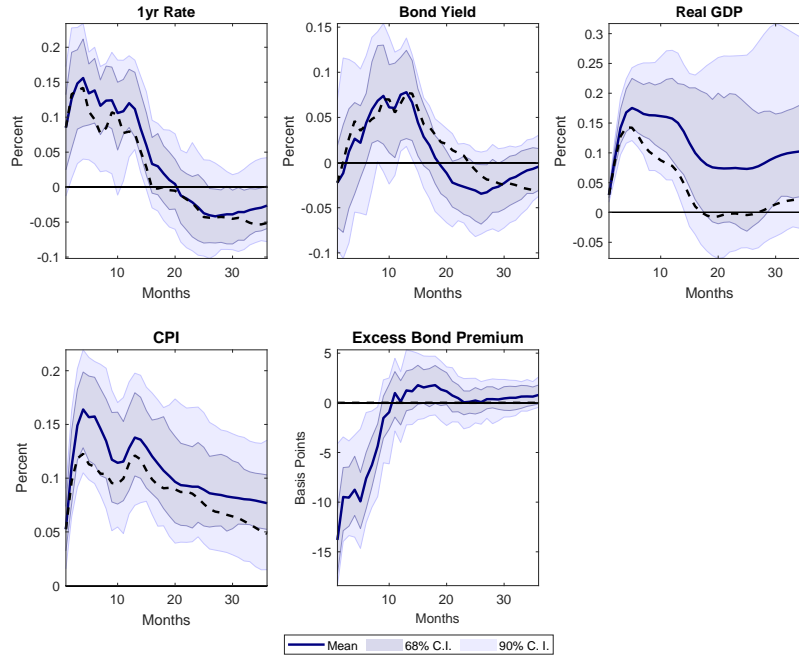 1yr Rate
Percent
0.2
0.15
0.1
0.05
0
-0.05
-0.1
10
20
30
Months
Bond Yield
Percent
0.15
0.1
0.05
0
-0.05
-0.1
10
20
30
Months
Real GDP
Percent
0.3
0.25
0.2
0.15
0.1
0.05
0
-0.05
10
20
30
Months
CPI
Percent
0.2
0.15
0.1
0.05
0
10
20
30
Months
Excess Bond Premium
Basis Points
5
0
-5
-10
-15
10
20
30
Months
Mean 68% C. I. 90% C. I.